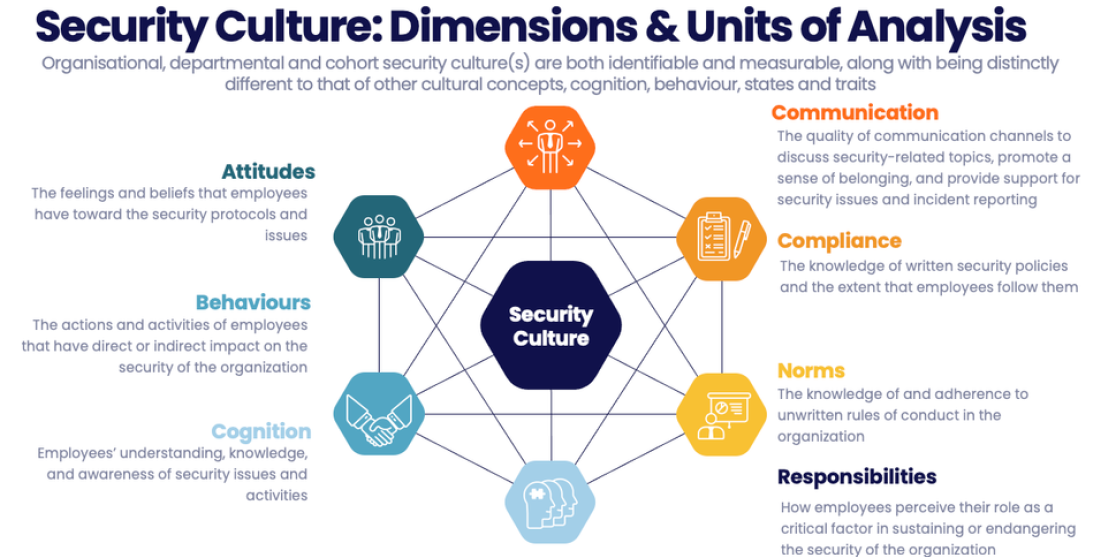 Security Culture: Dimensions & Units of Analysis
Organisational, departmental and cohort security culture(s) are both identifiable and measurable, along with being distinctly
different to that of other cultural concepts, cognition, behaviour, states and traits
Attitudes
The feelings and beliefs that employees
have toward the security protocols and
issues
Behaviours
The actions and activities of employees
that have direct or indirect impact on the
security of the organization
Cognition
Employees’ understanding, knowledge,
and awareness of security issues and
activities
Security
Culture
Communication
The quality of communication channels to
discuss security-related topics, promote a
sense of belonging, and provide support for
security issues and incident reporting
Compliance
The knowledge of written security policies
and the extent that employees follow them
Norms
The knowledge of and adherence to
unwritten rules of conduct in the
organization
Responsibilities
How employees perceive their role as a
critical factor in sustaining or endangering
the security of the organization